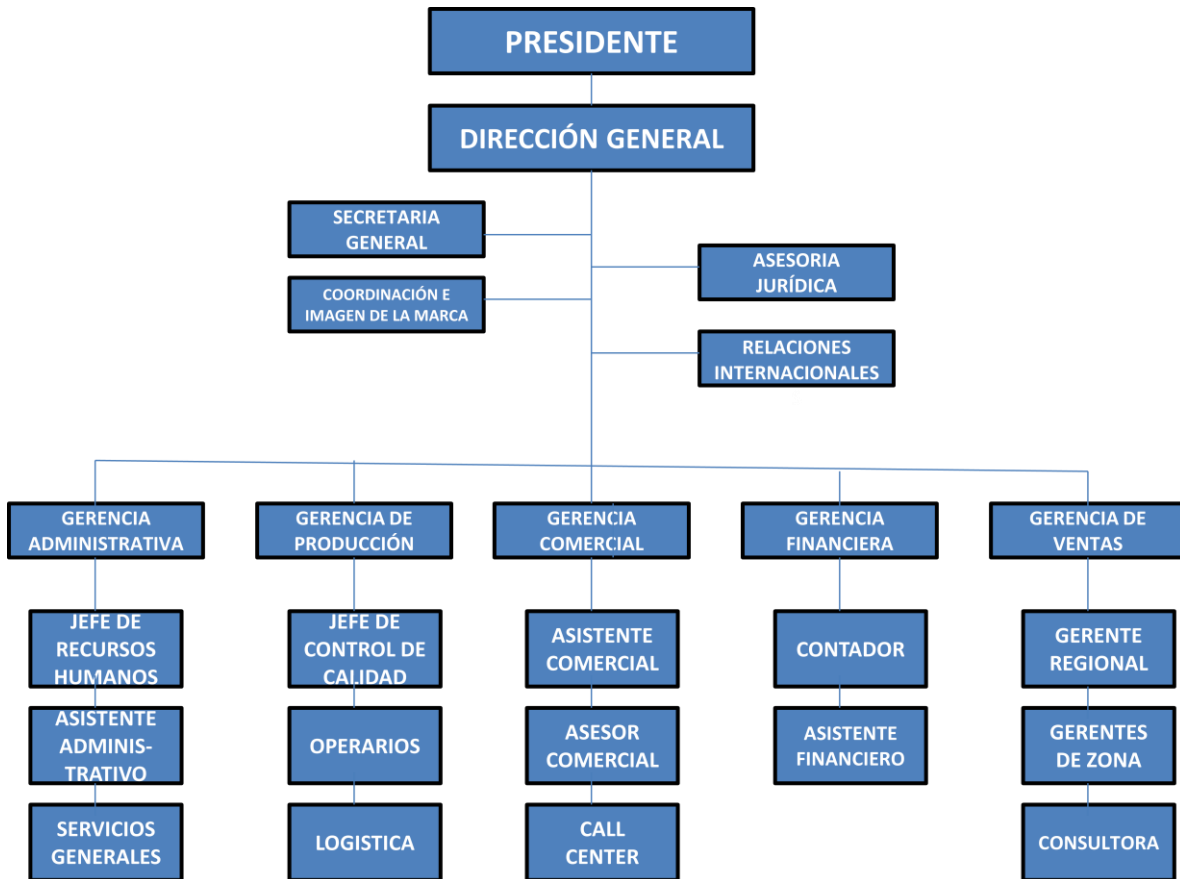 PRESIDENTE
DIRECCIÓN GENERAL
SECRETARIA
GENERAL
ASESORIA
JURÍDICA
COORDINACIÓN E
IMAGEN DE LA MARCA
RELACIONES
INTERNACIONALES
GERENCIA
ADMINISTRATIVA
GERENCIA DE
PRODUCCIÓN
GERENCIA
COMERCIAL
GERENCIA
FINANCIERA
GERENCIA DE
VENTAS
JEFE DE
RECURSOS
HUMANOS
JEFE DE
CONTROL DE
CALIDAD
ASISTENTE
COMERCIAL
CONTADOR
GERENTE
REGIONAL
ASISTENTE
ADMINIS-
TRATIVO
OPERARIOS
ASESOR
COMERCIAL
ASISTENTE
FINANCIERO
GERENTES
DE ZONA
SERVICIOS
GENERALES
LOGISTICA
CALL
CENTER
CONSULTORA